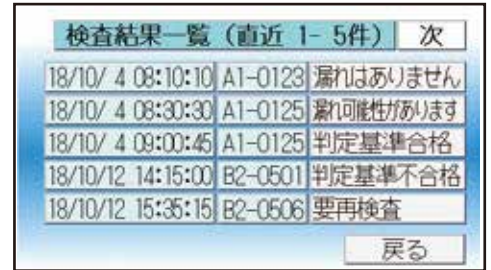 検査結果一覧（直近 1- 5件） 次
18/10/ 4 08:10:10 A1-0123 漏れはありません
18/10/ 4 08:30:30 A1-0125 漏れ可能性があります
18/10/ 4 09:00:45 A1-0125 判定基準合格
18/10/12 14:15:00 B2-0501 判定基準不合格
18/10/12 15:35:15 B2-0506 要再検査
戻る